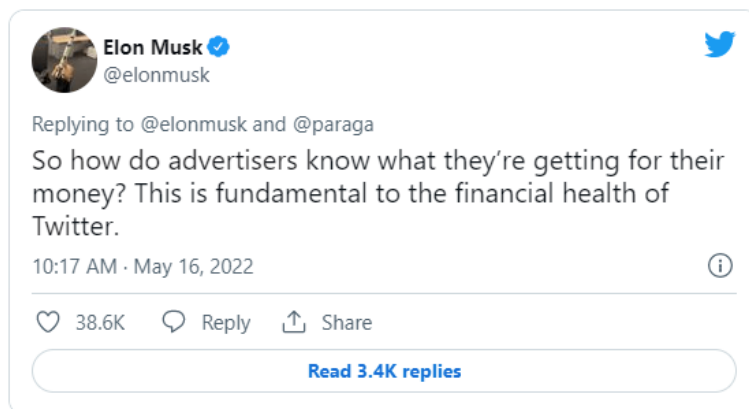 Elon Musk
@elonmusk
Replying to @elonmusk and @paraga
So how do advertisers know what they’re getting for their
money? This is fundamental to the financial health of
Twitter.
10:17 AM · May 16, 2022
38.6K Reply Share
Read 3.4K replies